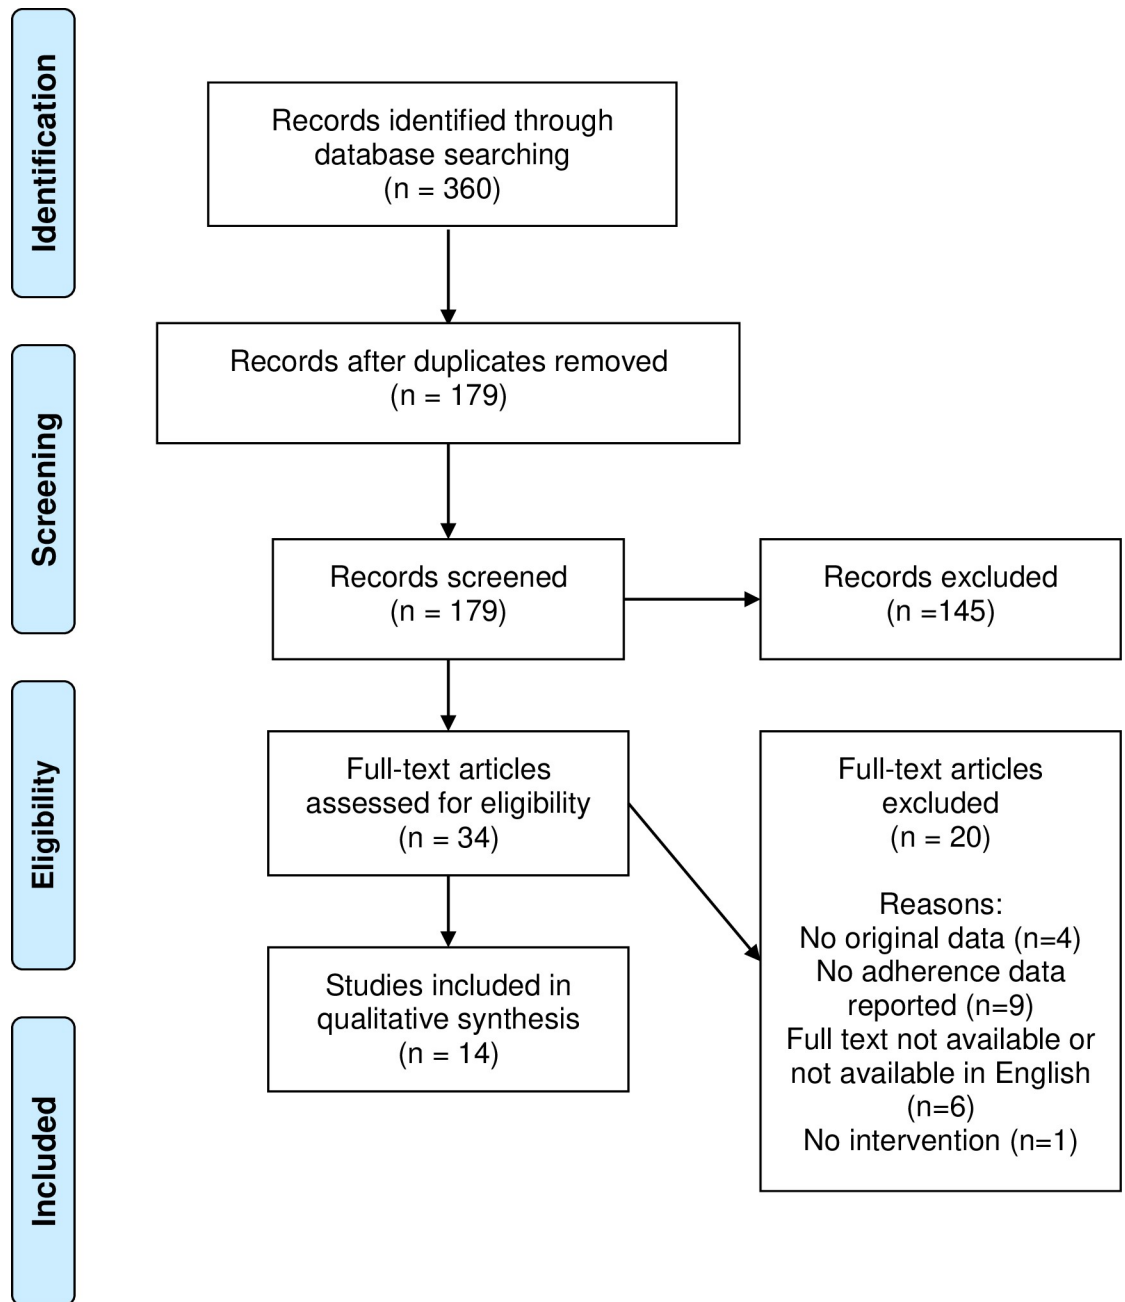 Identification
Records identified through
database searching
(n = 360)
Records after duplicates removed
(n = 179)
Screening
Records screened
(n = 179)
Records excluded
(n =145)
Eligibility
Full-text articles
assessed for eligibility
(n = 34)
Full-text articles
excluded
(n = 20)
Reasons:
No original data (n=4)
No adherence data
reported (n=9)
Full text not available or
not available in English
(n=6)
No intervention (n=1)
Included
Studies included in
qualitative synthesis
(n = 14)